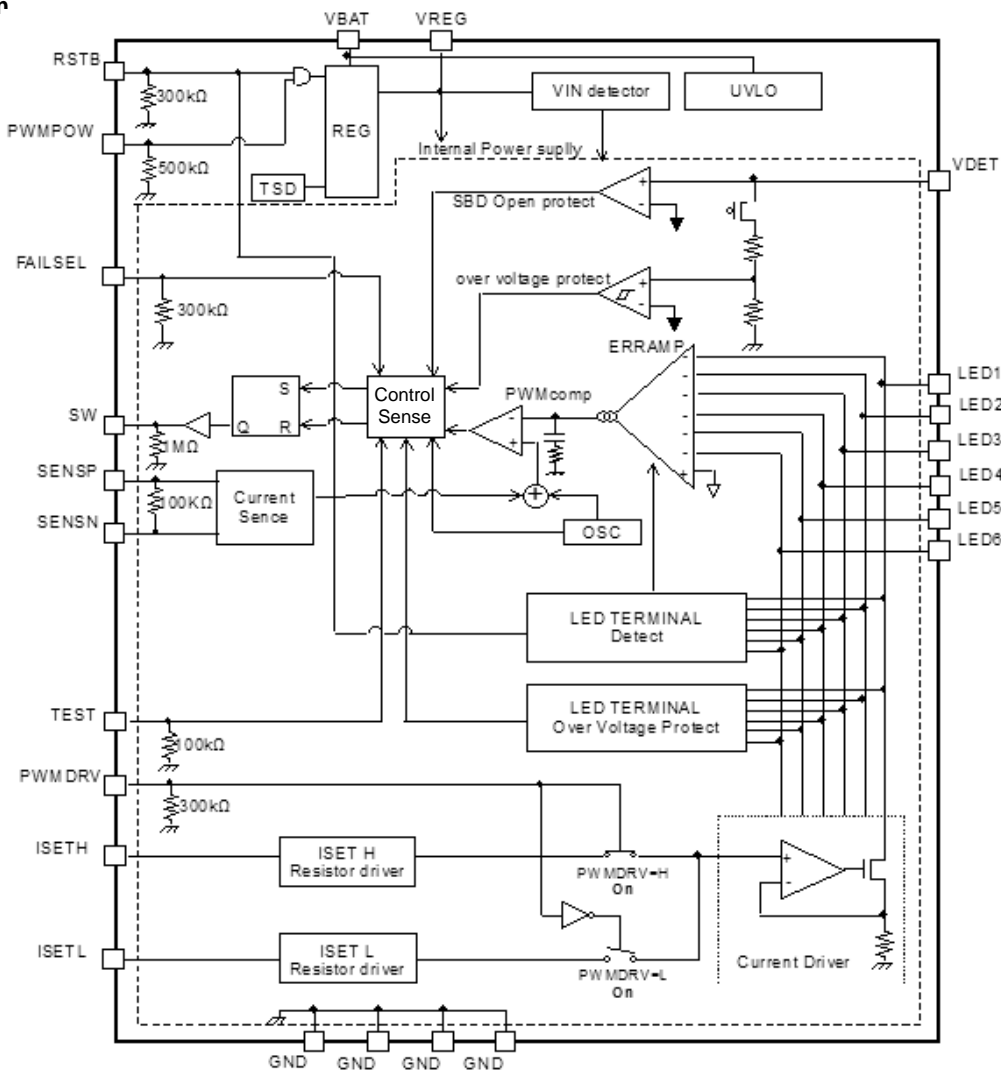 n
VBAT VREG
RSTB
300kΩ
PWMPOW
500kΩ
REG
TSD
VIN detector
UVLO
Internal Power suplly
VDET
SBD Open protect
+
-
FAILSEL
300kΩ
over voltage protect
+
-
ERRAMP
-
-
-
-
-
-
+
LED1
LED2
LED3
LED4
LED5
LED6
S
Q R
Control
Sense
PWMcomp
-
+
SW
1MΩ
SENSP
100KΩ
SENSN
Current
Sence
+
OSC
LED TERMINAL
Detect
LED TERMINAL
Over Voltage Protect
TEST
100kΩ
PWMDRV
300kΩ
ISETH
ISET H
Resistor driver
PWMDRV=H
On
+
-
ISETL
ISET L
Resistor driver
PWMDRV=L
On
Current Driver
GND GND GND GND